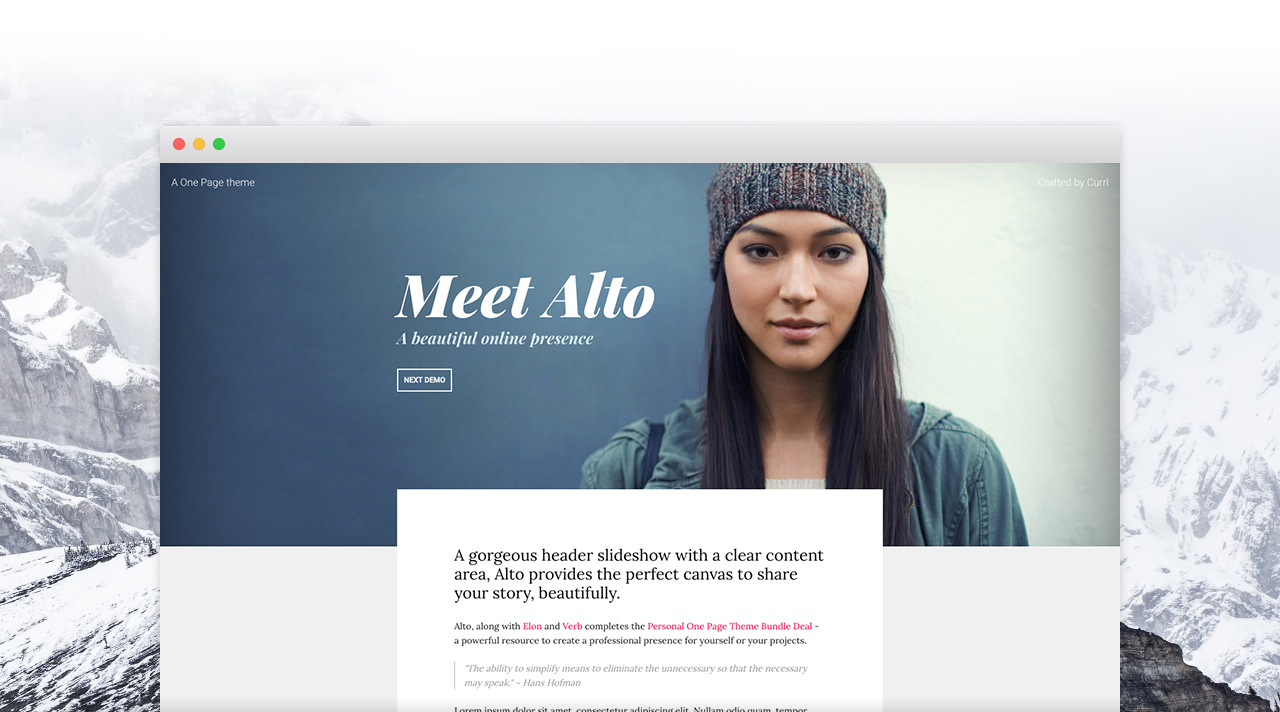 A One Page theme
Crafted by Currl
Meet Alto
A beautiful online presence
NEXT DEMO
A gorgeous header slideshow with a clear content
area, Alto provides the perfect canvas to share
your story, beautifully.
Alto, along with Elon and Verb completes the Personal One Page Theme Bundle Deal -
a powerful resource to create a professional presence for yourself or your projects.
"The ability to simplify means to eliminate the unnecessary so that the necessary
may speak." ~ Hans Hofman
Lorem ipsum dolor sit amet, consectetur adipiscing elit. Nullam odio quam, tempor